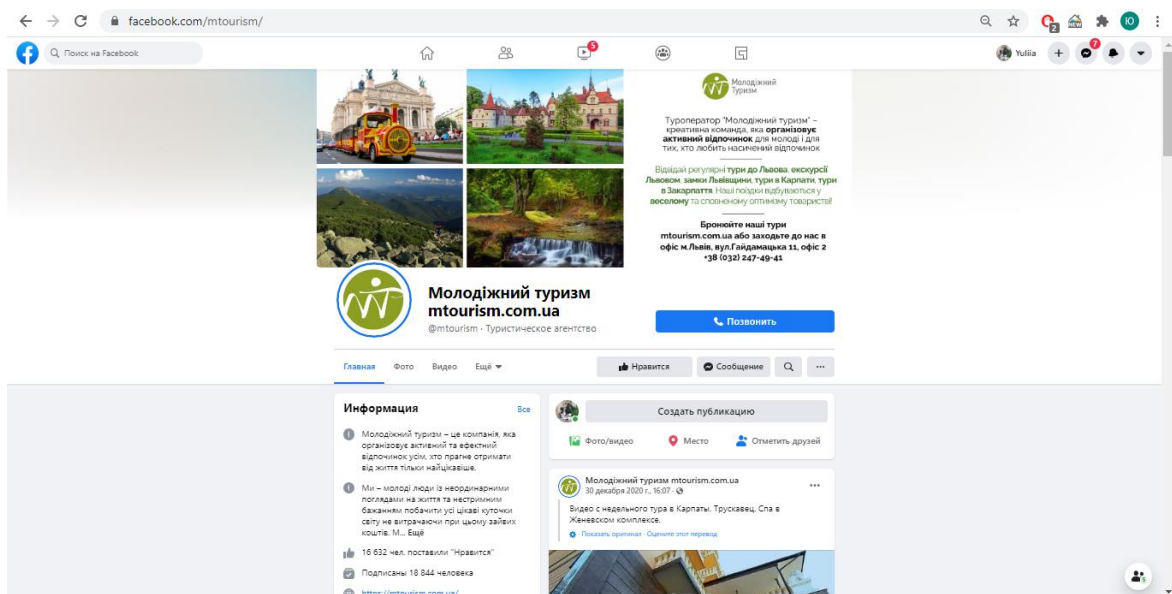 facebook.com/mtourism/
2
NEW
Ю
Поиск на Facebook
5
Yuliia
7
Молодіжний
Туризм
Туроператор "Молодіжний туризм" –
креативна команда, яка організовує
активний відпочинок для молоді і для
тих, хто любить насичений відпочинок
Відвідай регулярні тури до Львова, екскурсії
Львовом, замки Львівщини, тури в Карпати, тури
в Закарпаття. Наші поїздки відбуваються у
веселому та сповненому оптимізму товаристві!
Бронюйте наші тури
mtourism.com.ua або заходьте до нас в
офіс м.Львів, вул.Гайдамацька 11, офіс 2
+38 (032) 247-49-41
Молодіжний туризм
mtourism.com.ua
@mtourism · Туристическое агентство
Позвонить
Главная Фото Видео Ещё
Нравится Сообщение
Информация Все
Молодіжний туризм – це компанія, яка
організовує активний та ефектний
відпочинок усім, хто прагне отримати
від життя тільки найцікавіше.
Ми – молоді люди із неординарними
поглядами на життя та нестримним
бажанням побачити усі цікаві куточки
світу не витрачаючи при цьому зайвих
коштів. М... Ещё
16 632 чел. поставили "Нравится"
Подписаны 18 844 человека
https://mtourism.com.ua/
Создать публикацию
Фото/видео Место Отметить друзей
Молодіжний туризм mtourism.com.ua
30 декабря 2020 г., 16:07 ·
Видео с недельного тура в Карпаты. Трускавец. Спа в
Женевском комплексе.
· Показать оригинал · Оцените этот перевод